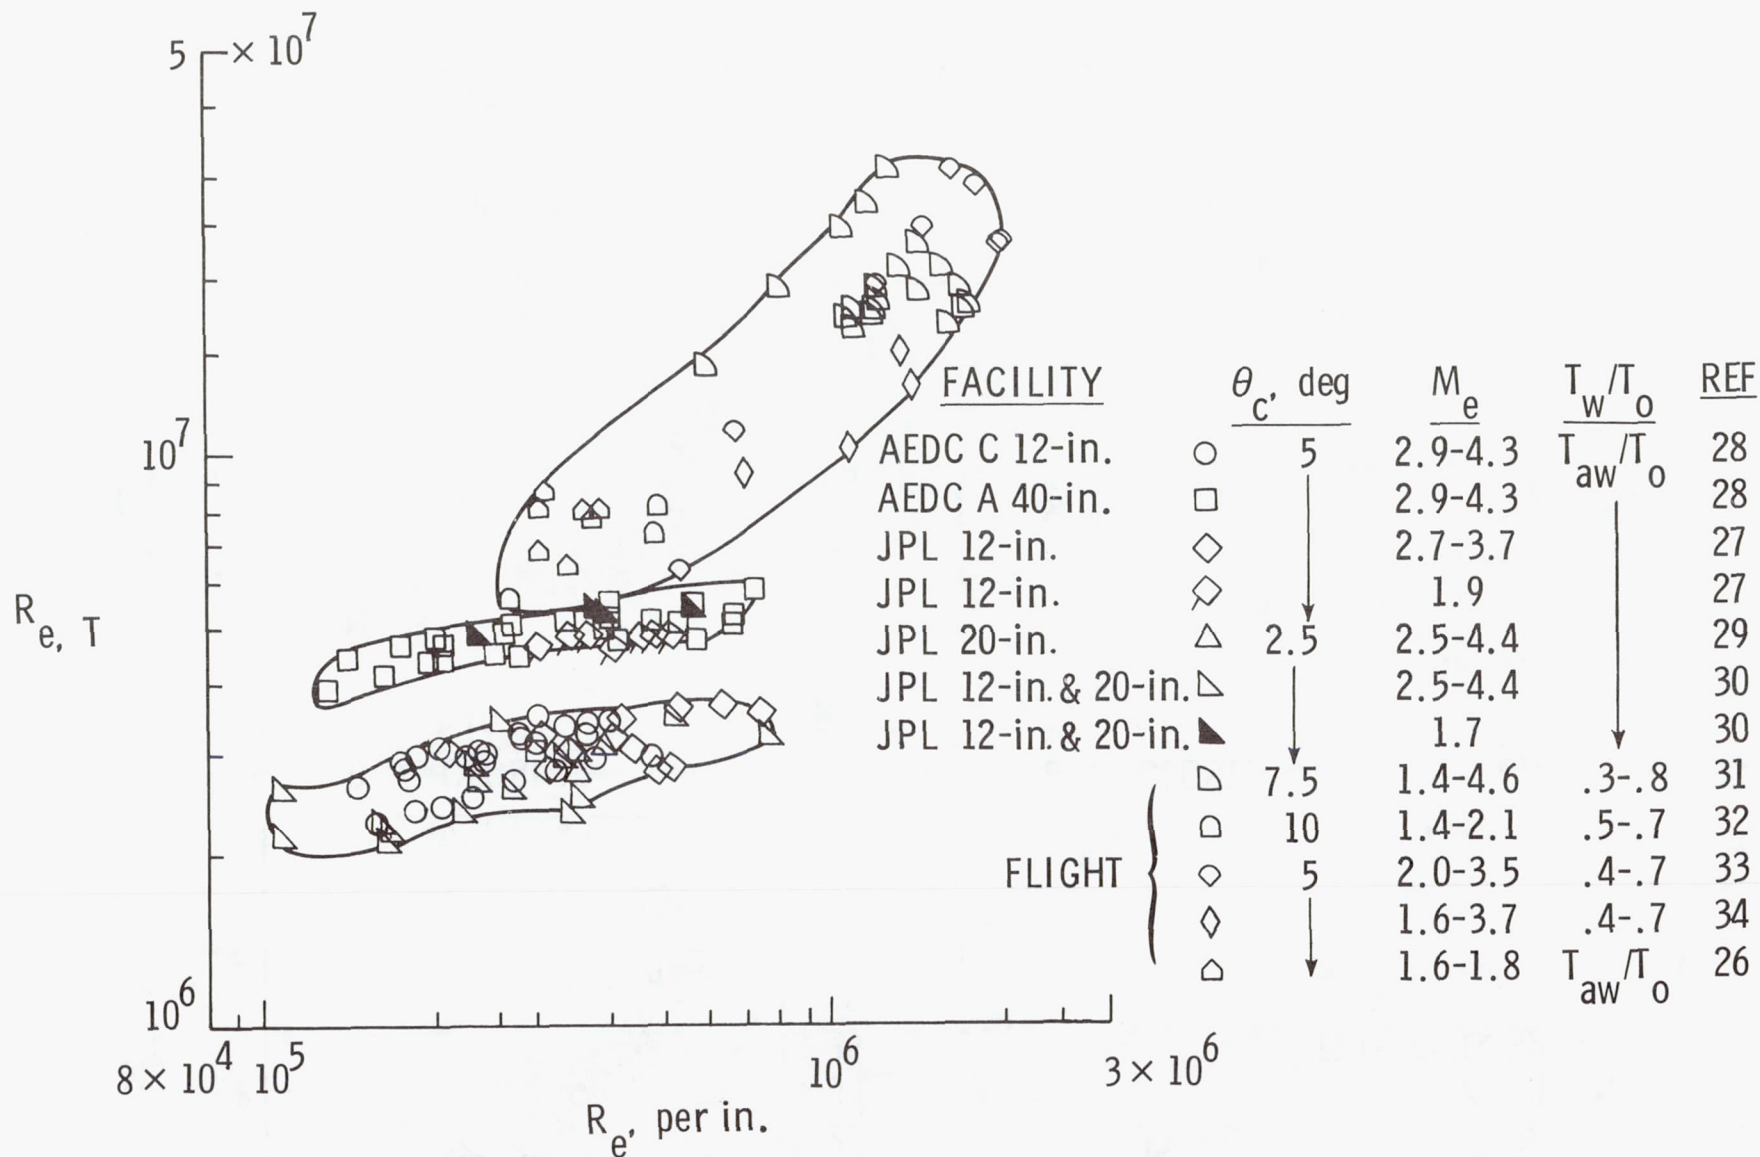 5 × 10^7
10^7
R_e, T
10^6
8 × 10^4 10^5 10^6 3 × 10^6
R_e, per in.
FACILITY θ_c, deg M_e T_w/T_o REF
AEDC C 12-in. 5 2.9-4.3 T_aw/T_o 28
AEDC A 40-in. 2.9-4.3 28
JPL 12-in. 2.7-3.7 27
JPL 12-in. 1.9 27
JPL 20-in. 2.5 2.5-4.4 29
JPL 12-in. & 20-in. 2.5-4.4 30
JPL 12-in. & 20-in. 1.7 30
7.5 1.4-4.6 .3-.8 31
10 1.4-2.1 .5-.7 32
FLIGHT 5 2.0-3.5 .4-.7 33
1.6-3.7 .4-.7 34
1.6-1.8 T_aw/T_o 26